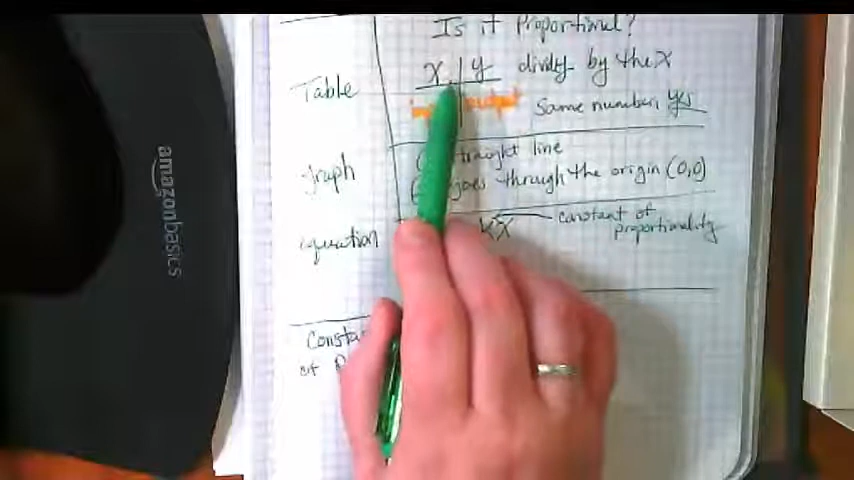 Is it Proportional?
x | y divide by the x
Table
Same number, yes
straight line
graph
goes through the origin (0,0)
equation
kx
constant of
proportionality
Consta
of P
amazonbasics